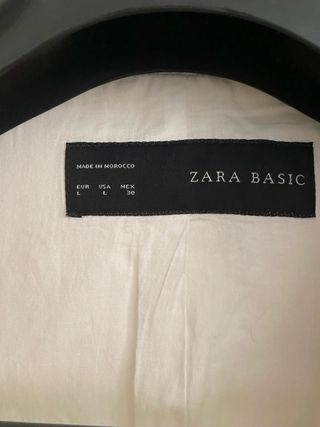 MADE IN MOROCCO
EUR USA MEX
L L 30
ZARA BASIC